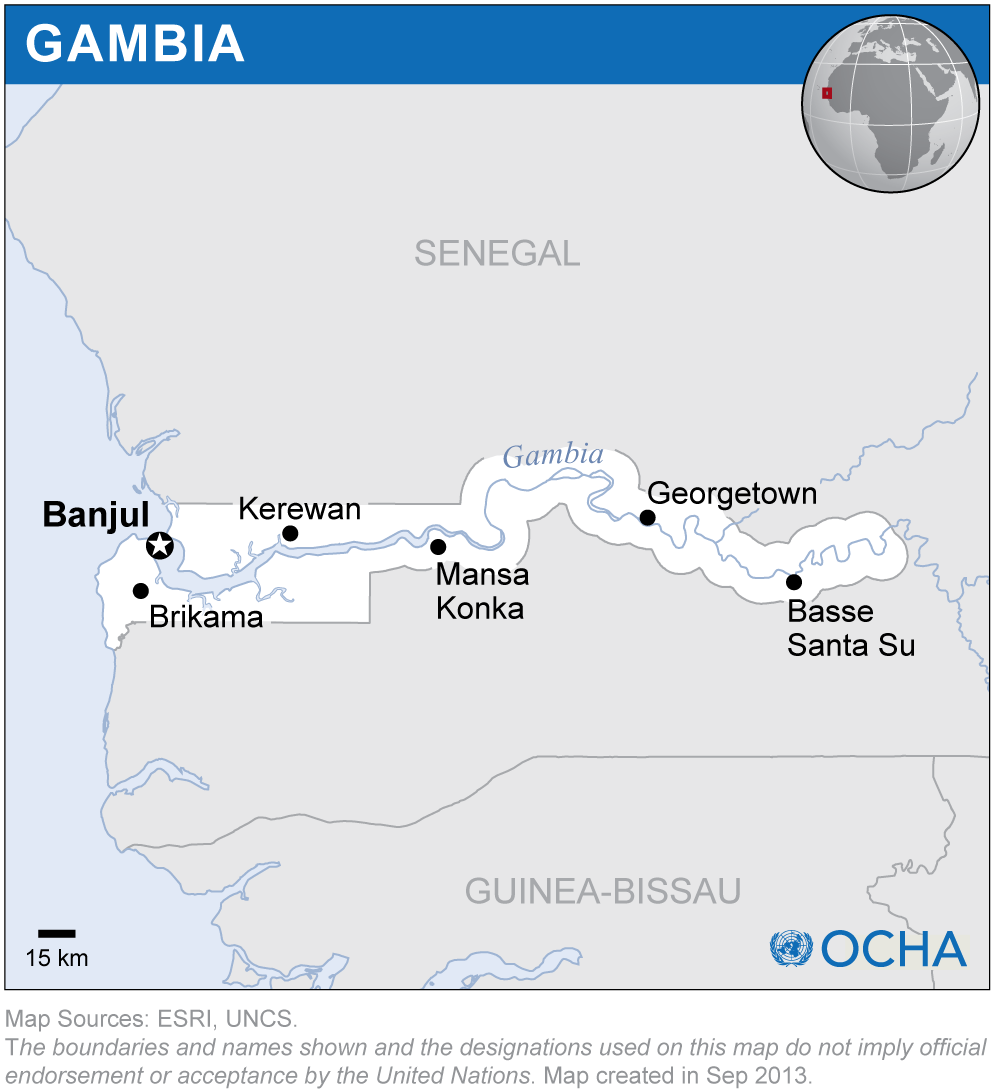 GAMBIA
SENEGAL
Gambia
Georgetown
Kerewan
Banjul
Mansa
Konka
Basse
Santa Su
Brikama
GUINEA-BISSAU
15 km
OCHA
Map Sources: ESRI, UNCS.
The boundaries and names shown and the designations used on this map do not imply official
endorsement or acceptance by the United Nations. Map created in Sep 2013.